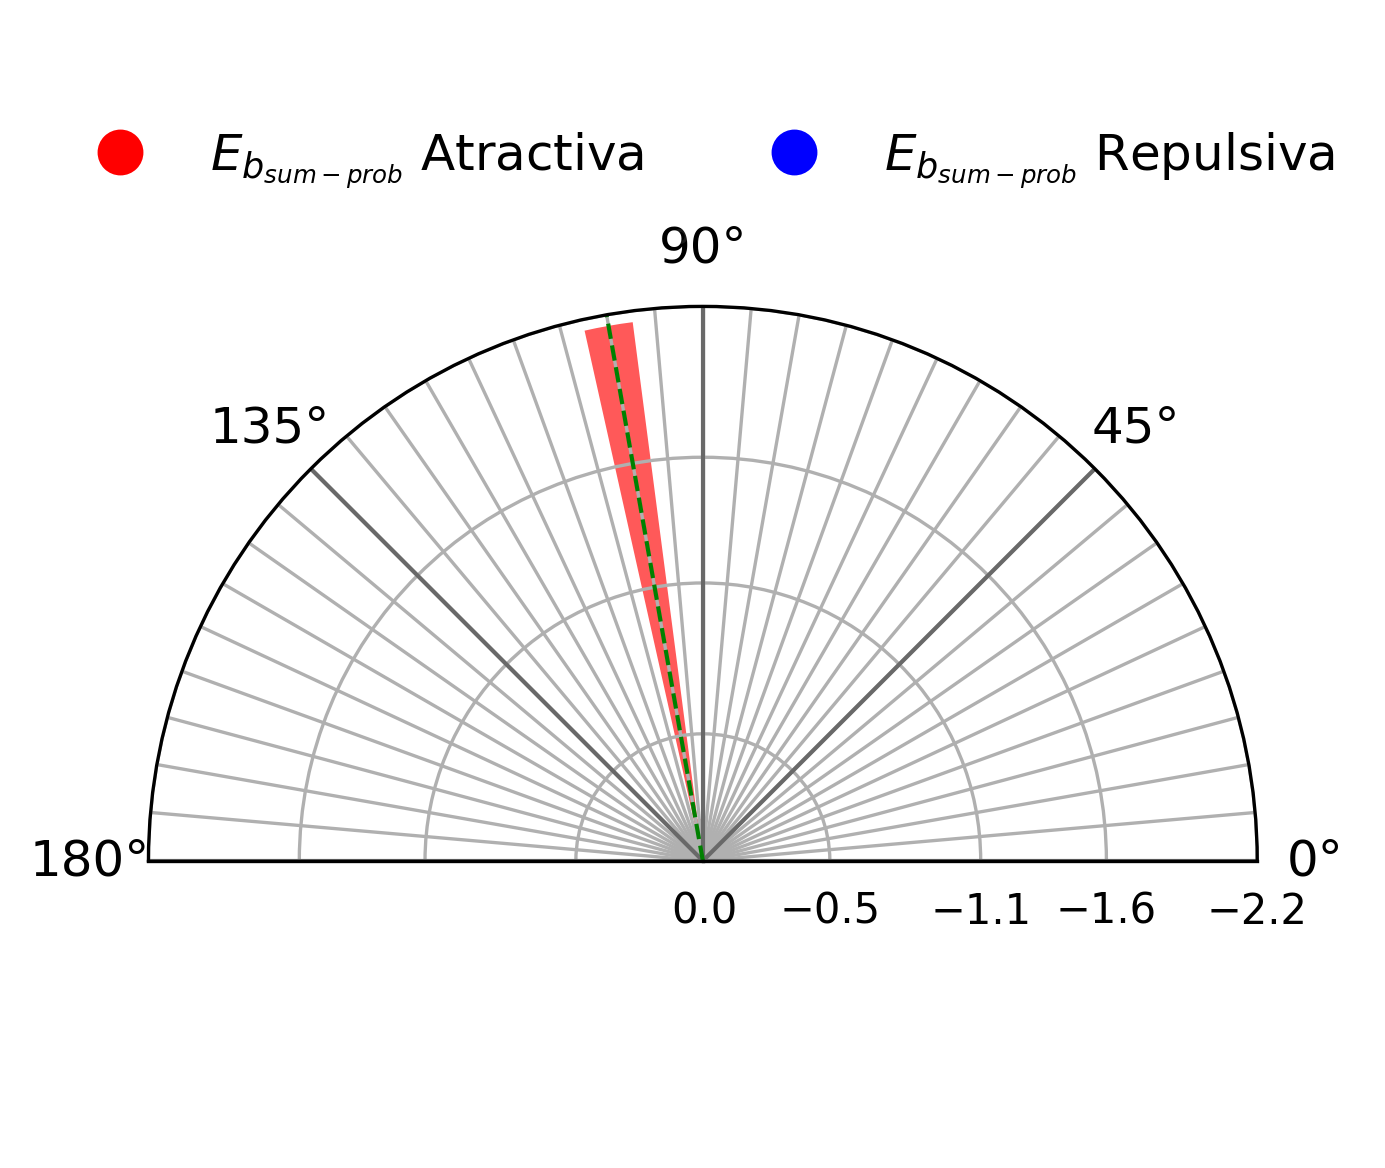 E_{b_{sum-prob}} Atractiva E_{b_{sum-prob}} Repulsiva
90°
135° 45°
180° 0°
0.0 −0.5 −1.1 −1.6 −2.2